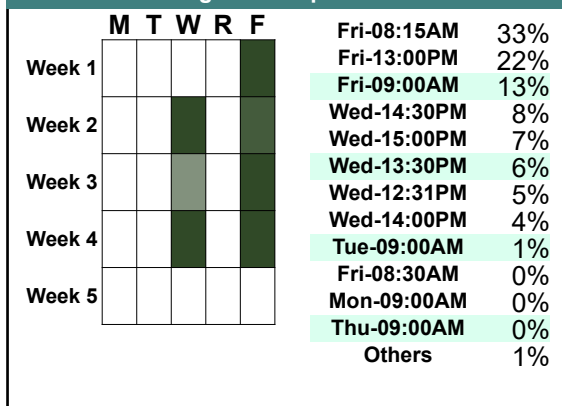 M T W R F
Week 1
Week 2
Week 3
Week 4
Week 5
Fri-08:15AM 33%
Fri-13:00PM 22%
Fri-09:00AM 13%
Wed-14:30PM 8%
Wed-15:00PM 7%
Wed-13:30PM 6%
Wed-12:31PM 5%
Wed-14:00PM 4%
Tue-09:00AM 1%
Fri-08:30AM 0%
Mon-09:00AM 0%
Thu-09:00AM 0%
Others 1%